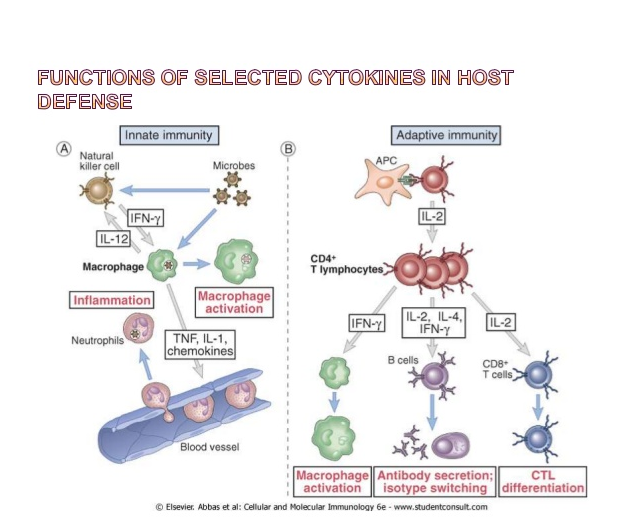 FUNCTIONS OF SELECTED CYTOKINES IN HOST
DEFENSE
A
Innate immunity
Natural
killer cell
Microbes
IFN-γ
IL-12
Macrophage
Inflammation
Macrophage
activation
Neutrophils
TNF, IL-1,
chemokines
Blood vessel
B
Adaptive immunity
APC
IL-2
CD4+
T lymphocytes
IFN-γ
IL-2, IL-4,
IFN-γ
IL-2
B cells
CD8+
T cells
Macrophage
activation
Antibody secretion;
isotype switching
CTL
differentiation
© Elsevier. Abbas et al: Cellular and Molecular Immunology 6e - www.studentconsult.com